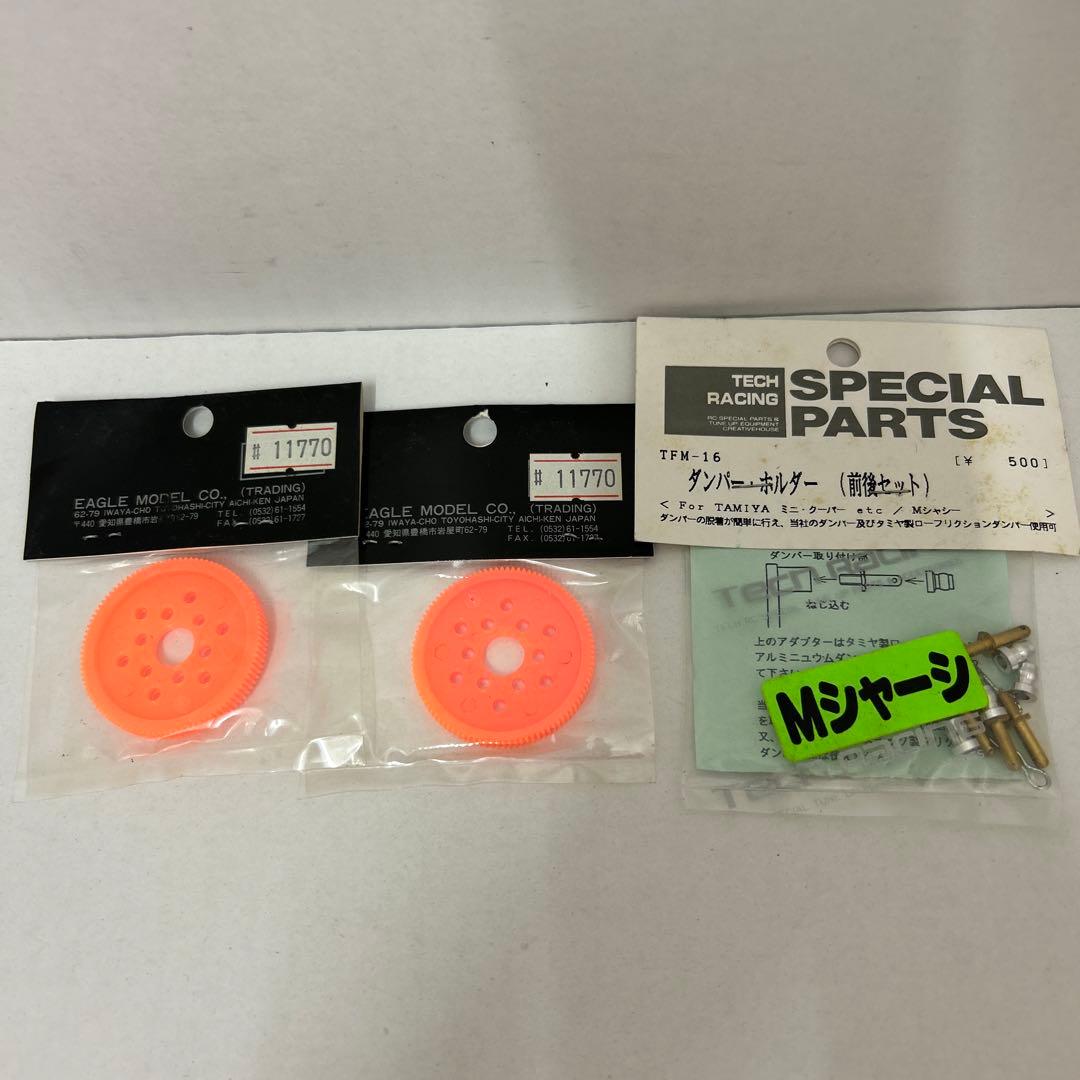 # 11770
EAGLE MODEL CO., (TRADING)
62-79 IWAYA-CHO TOYOHASHI-CITY AICHI-KEN JAPAN
〒440 愛知県豊橋市岩屋町62-79 TEL. (0532)61-1554
FAX. (0532)61-1727
# 11770
EAGLE MODEL CO., (TRADING)
62-79 IWAYA-CHO TOYOHASHI-CITY AICHI-KEN JAPAN
440 愛知県豊橋市岩屋町62-79 TEL. (0532)61-1554
FAX. (0532)61-1727
TECH RACING
RC SPECIAL PARTS &
TUNE UP EQUIPMENT
CREATIVEHOUSE
SPECIAL PARTS
TFM-16 [¥ 500]
ダンパー・ホルダー (前後セット)
< For TAMIYA ミニ・クーパー etc / Mシャシー >
ダンパーの脱着が簡単に行え、当社のダンパー及びタミヤ製ローフリクションダンパー使用可
ダンパー取り付け部
ねじ込む
上のアダプターはタミヤ製ロ
アルミニュウムダン
て下さい
Mシャーシ